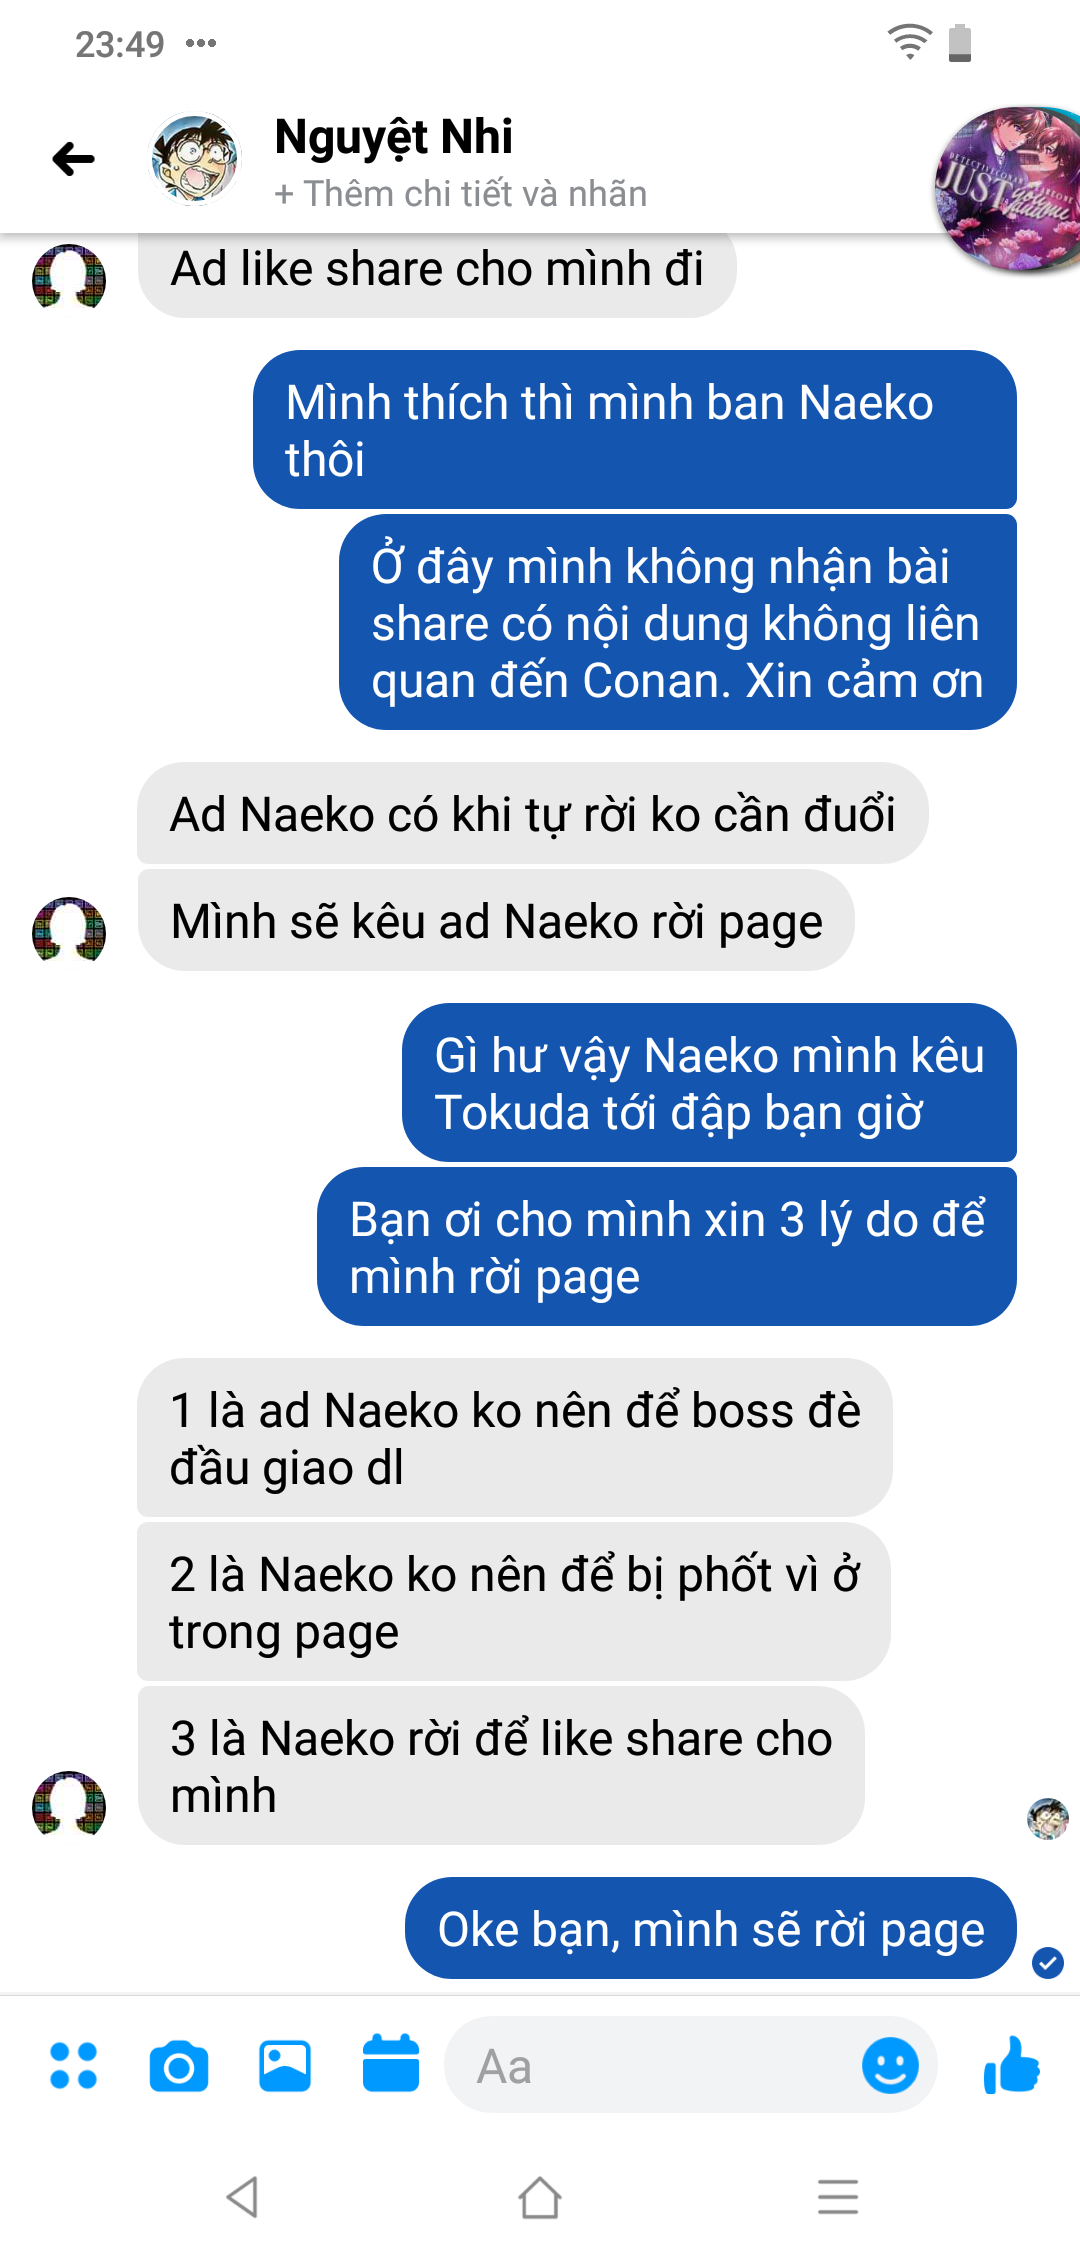 23:49
Nguyệt Nhi
+ Thêm chi tiết và nhãn
DETECTIVE CONAN
JUST you
Ad like share cho mình đi
Mình thích thì mình ban Naeko
thôi
Ở đây mình không nhận bài
share có nội dung không liên
quan đến Conan. Xin cảm ơn
Ad Naeko có khi tự rời ko cần đuổi
Mình sẽ kêu ad Naeko rời page
Gì hư vậy Naeko mình kêu
Tokuda tới đập bạn giờ
Bạn ơi cho mình xin 3 lý do để
mình rời page
1 là ad Naeko ko nên để boss đè
đầu giao dl
2 là Naeko ko nên để bị phốt vì ở
trong page
3 là Naeko rời để like share cho
mình
Oke bạn, mình sẽ rời page
Aa